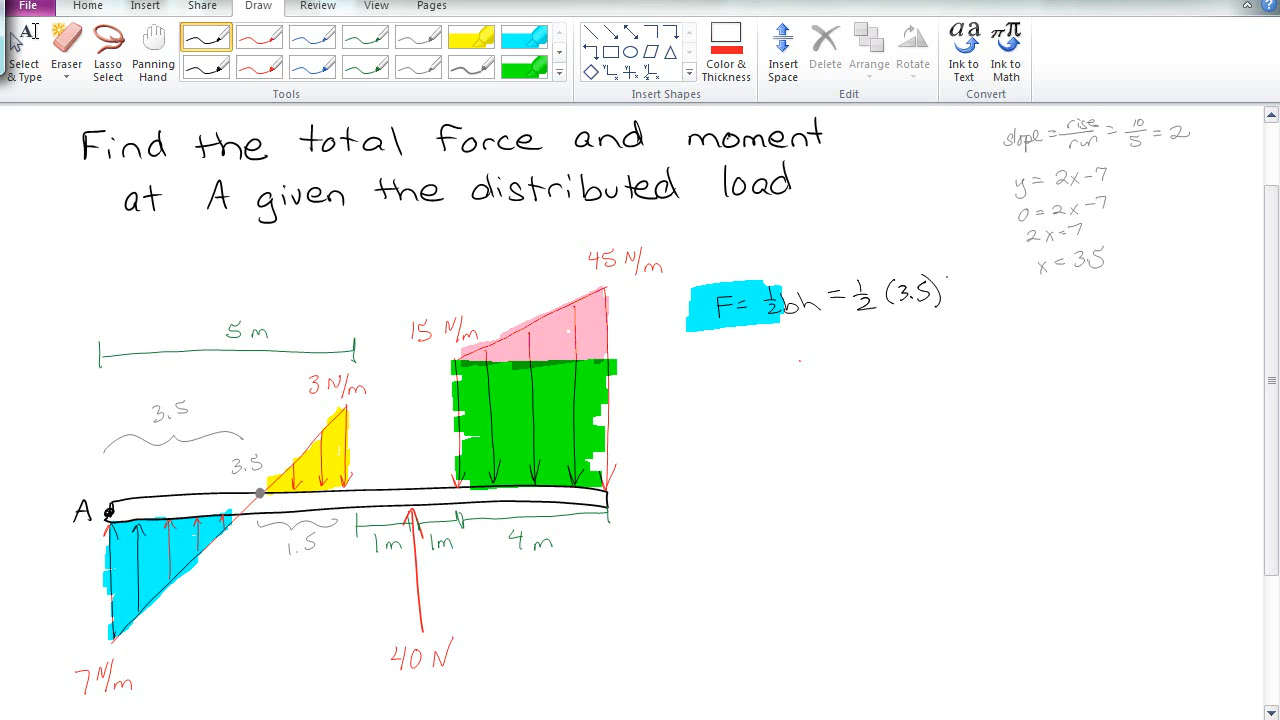 File Home Insert Share Draw Review View Pages
Select & Type
Eraser
Lasso Select
Panning Hand
Color & Thickness
Insert Space
Delete
Arrange
Rotate
Ink to Text
Ink to Math
Tools Insert Shapes Edit Convert
Find the total force and moment
at A given the distributed load
slope = rise/run = 10/5 = 2
y = 2x-7
0 = 2x-7
2x=7
x = 3.5
45 N/m
F = 1/2 bh = 1/2 (3.5)
5 m
15 N/m
3 N/m
3.5
3.5
A
1.5
1m 1m 4 m
40 N
7 N/m